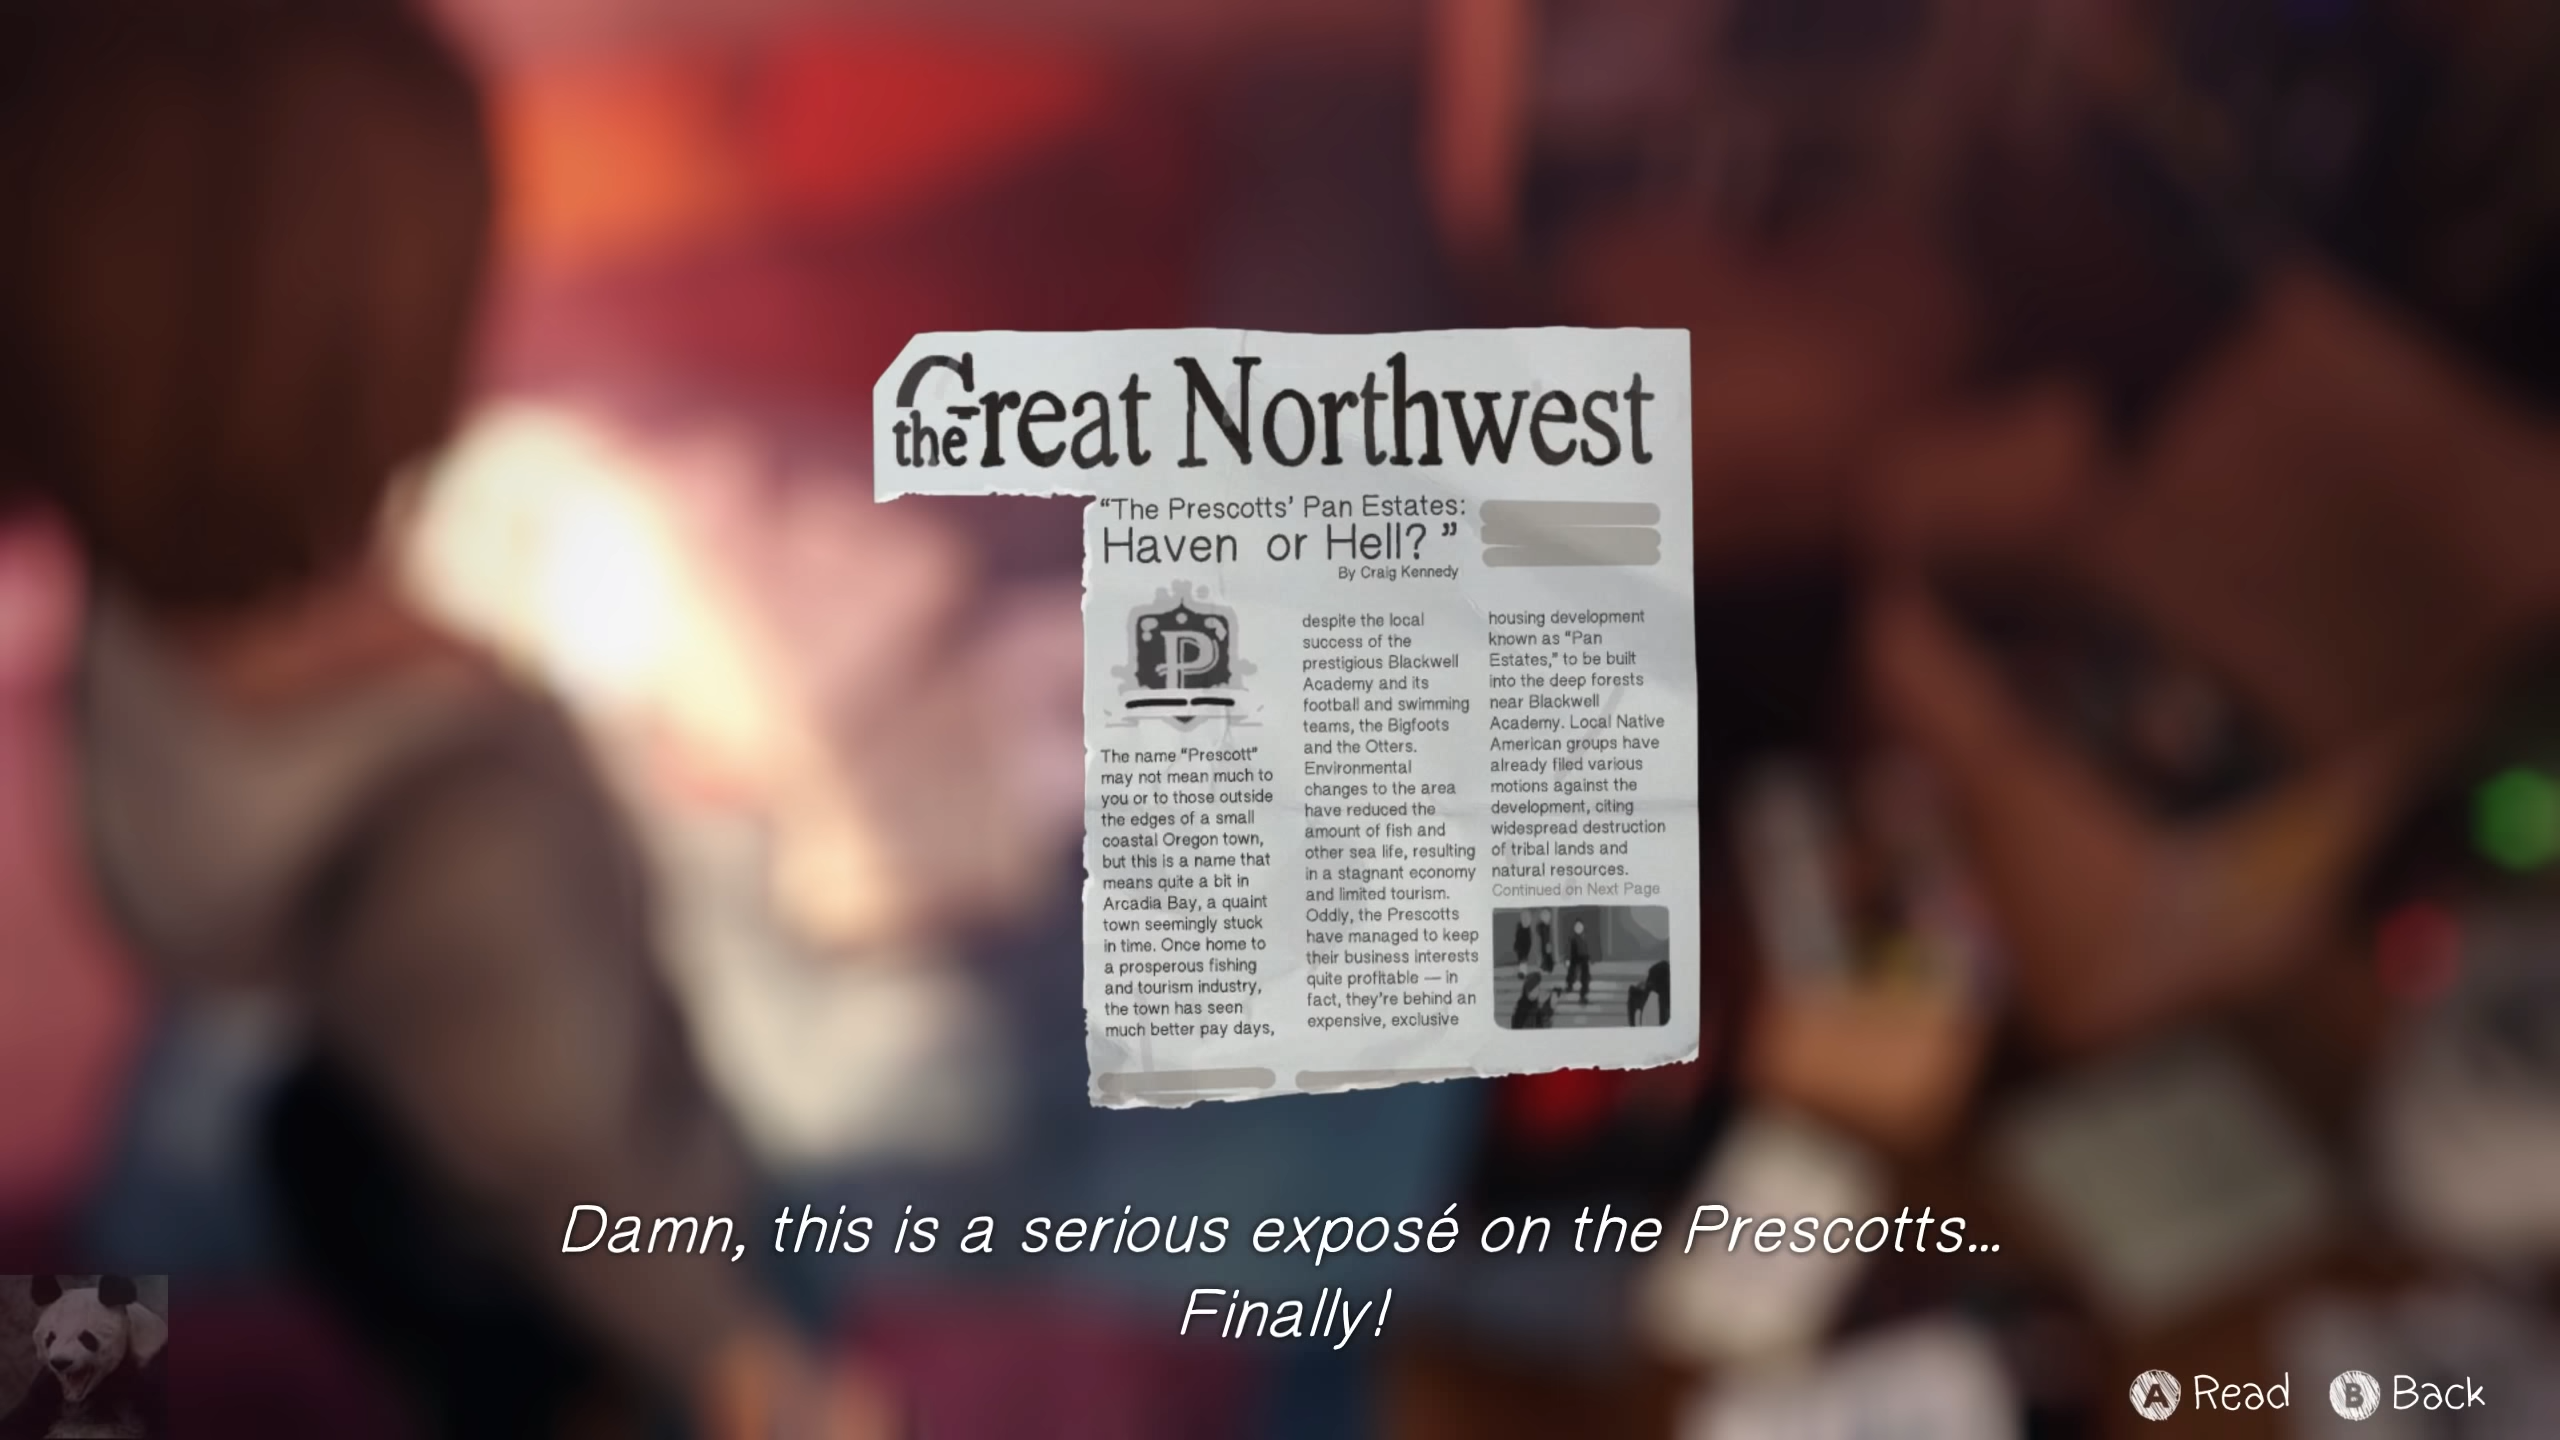 the Great Northwest
“The Prescotts’ Pan Estates:
Haven or Hell? ”
By Craig Kennedy
P
The name “Prescott”
may not mean much to
you or to those outside
the edges of a small
coastal Oregon town,
but this is a name that
means quite a bit in
Arcadia Bay, a quaint
town seemingly stuck
in time. Once home to
a prosperous fishing
and tourism industry,
the town has seen
much better pay days,
despite the local
success of the
prestigious Blackwell
Academy and its
football and swimming
teams, the Bigfoots
and the Otters.
Environmental
changes to the area
have reduced the
amount of fish and
other sea life, resulting
in a stagnant economy
and limited tourism.
Oddly, the Prescotts
have managed to keep
their business interests
quite profitable — in
fact, they’re behind an
expensive, exclusive
housing development
known as “Pan
Estates,” to be built
into the deep forests
near Blackwell
Academy. Local Native
American groups have
already filed various
motions against the
development, citing
widespread destruction
of tribal lands and
natural resources.
Continued on Next Page
Damn, this is a serious exposé on the Prescotts...
Finally!
A Read B Back